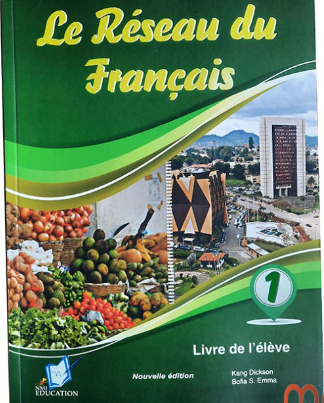 Le Réseau du
Français
1
Livre de l'élève
Nouvelle édition
Kang Dickson
Bofia S. Emma
NMI
EDUCATION
m